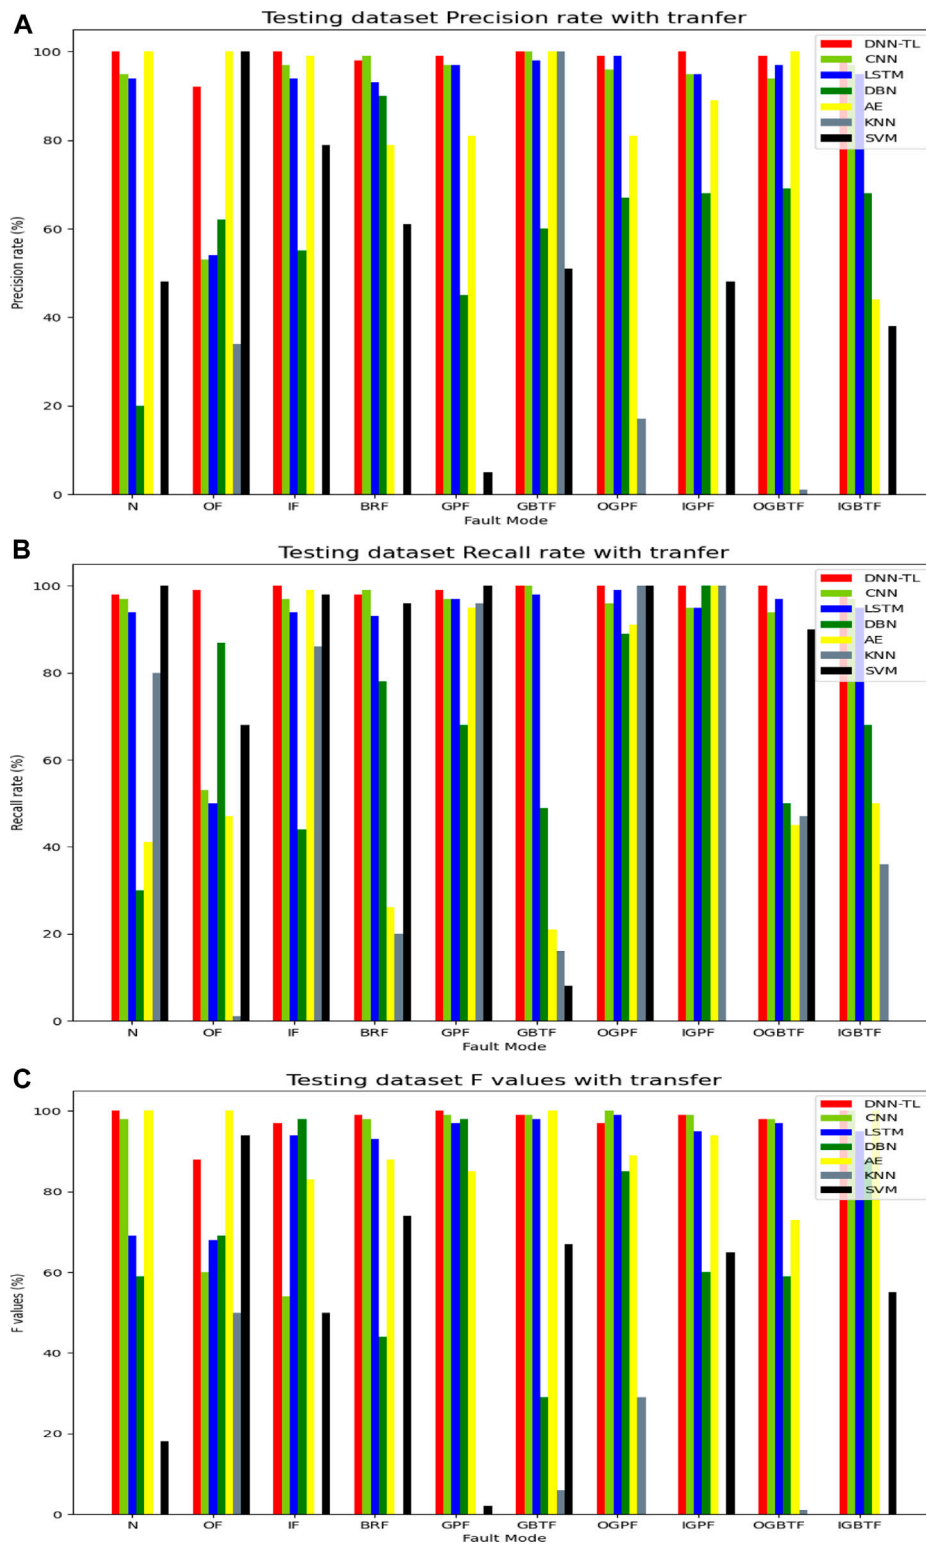 A
Testing dataset Precision rate with tranfer
DNN-TL
CNN
LSTM
DBN
AE
KNN
SVM
Precision rate (%)
100
80
60
40
20
0
N OF IF BRF GPF GBTF OGPF IGPF OGBTF IGBTF
Fault Mode
B
Testing dataset Recall rate with tranfer
DNN-TL
CNN
LSTM
DBN
AE
KNN
SVM
Recall rate (%)
100
80
60
40
20
0
N OF IF BRF GPF GBTF OGPF IGPF OGBTF IGBTF
Fault Mode
C
Testing dataset F values with transfer
DNN-TL
CNN
LSTM
DBN
AE
KNN
SVM
F values (%)
100
80
60
40
20
0
N OF IF BRF GPF GBTF OGPF IGPF OGBTF IGBTF
Fault Mode